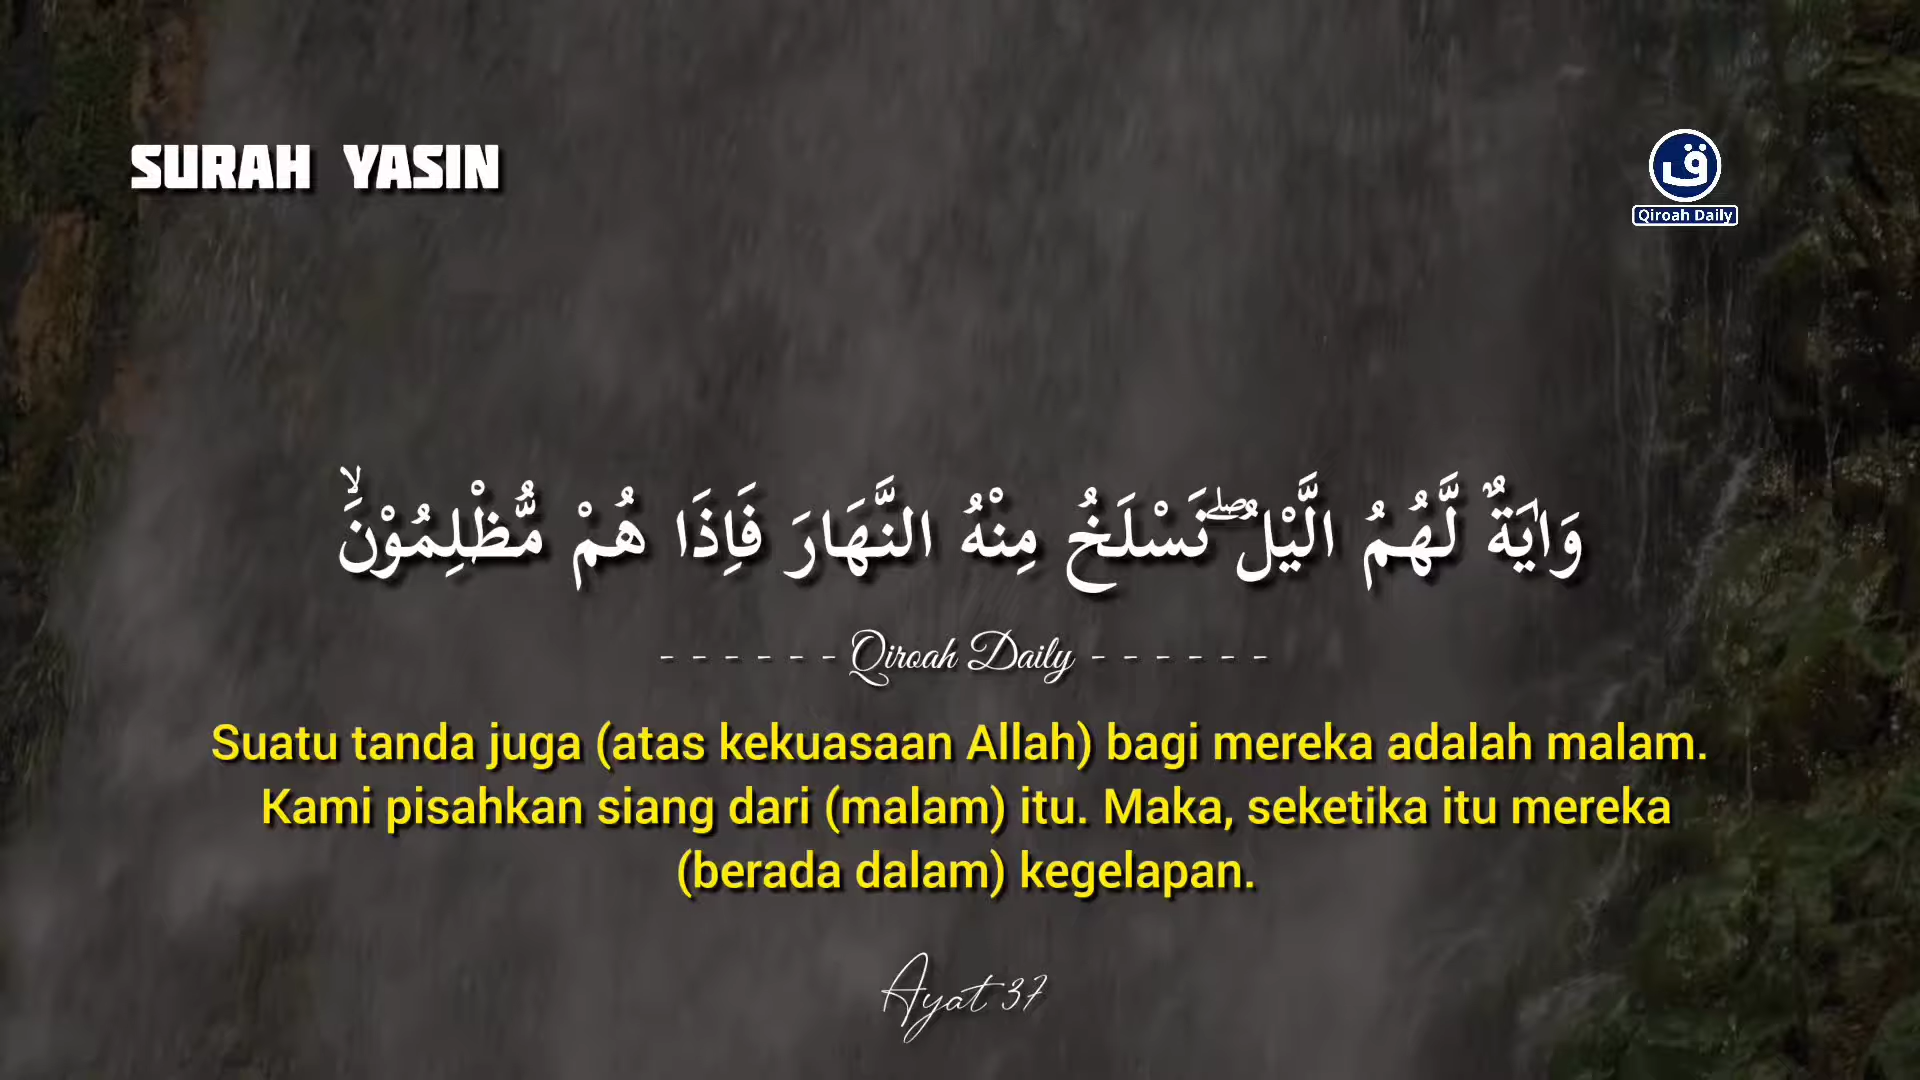 SURAH YASIN
ق
Qiroah Daily
وَاٰيَةٌ لَّهُمُ الَّيْلُ ۖنَسْلَخُ مِنْهُ النَّهَارَ فَاِذَا هُمْ مُّظْلِمُوْنَۙ
- - - - - - Qiroah Daily - - - - - -
Suatu tanda juga (atas kekuasaan Allah) bagi mereka adalah malam.
Kami pisahkan siang dari (malam) itu. Maka, seketika itu mereka
(berada dalam) kegelapan.
Ayat 37